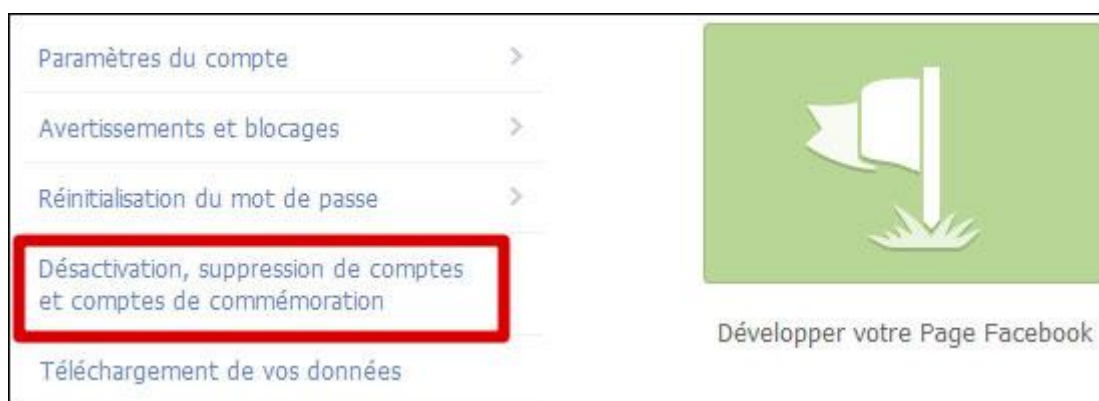 Paramètres du compte
Avertissements et blocages
Réinitialisation du mot de passe
Désactivation, suppression de comptes
et comptes de commémoration
Téléchargement de vos données
Développer votre Page Facebook